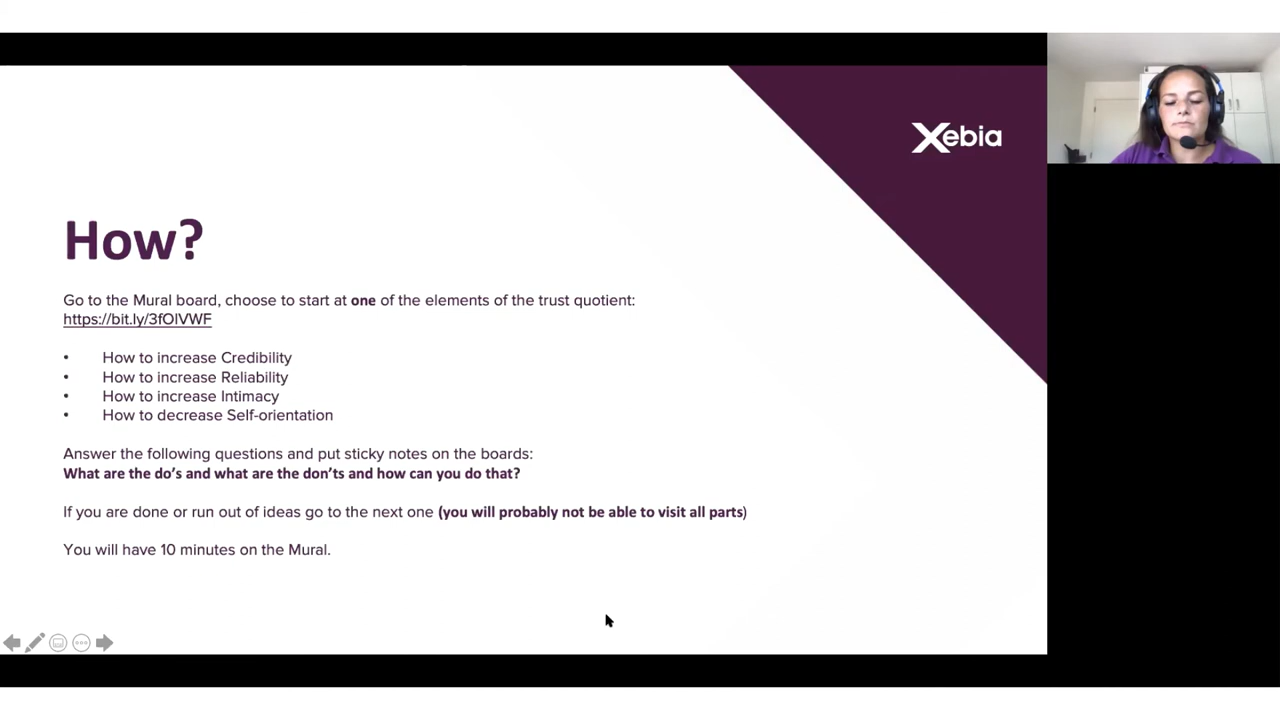 Xebia
How?
Go to the Mural board, choose to start at one of the elements of the trust quotient:
https://bit.ly/3fOlVWF
• How to increase Credibility
• How to increase Reliability
• How to increase Intimacy
• How to decrease Self-orientation
Answer the following questions and put sticky notes on the boards:
What are the do’s and what are the don’ts and how can you do that?
If you are done or run out of ideas go to the next one (you will probably not be able to visit all parts)
You will have 10 minutes on the Mural.